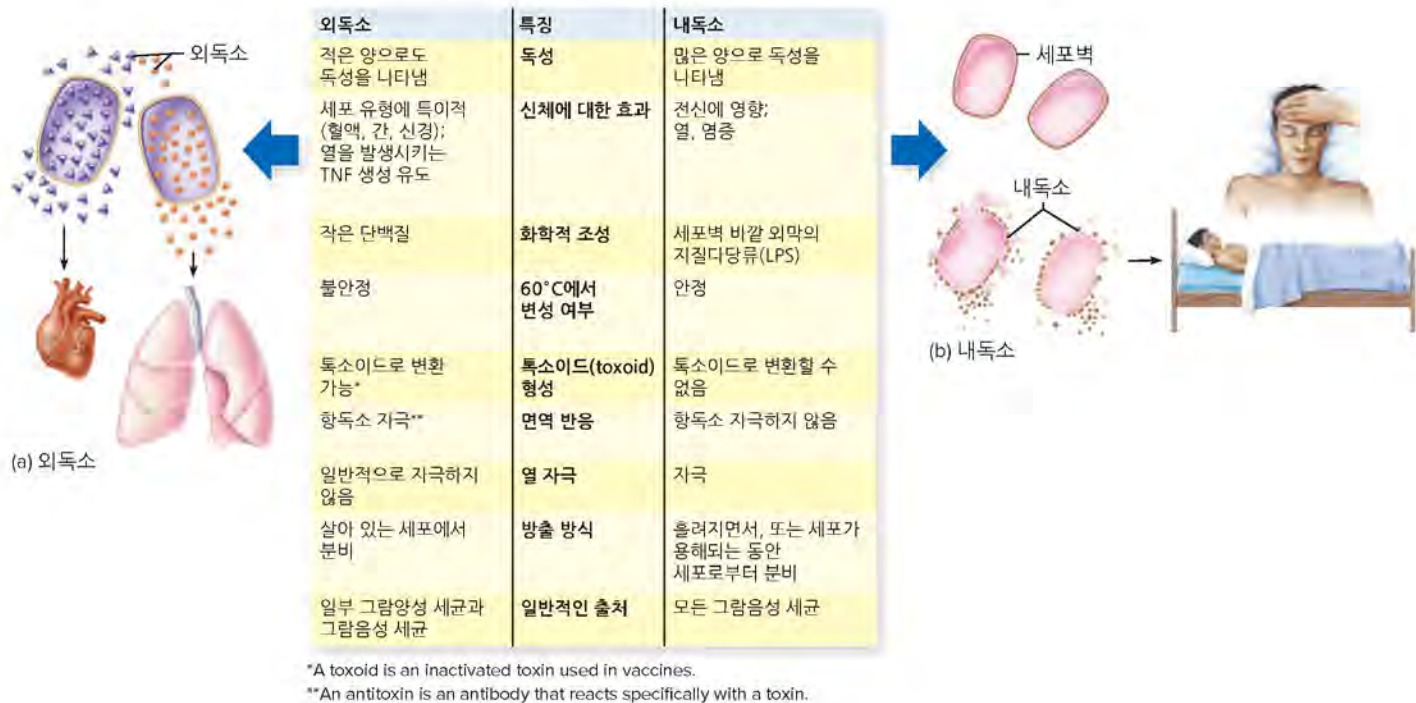 외독소
(a) 외독소
외독소 특징 내독소
적은 양으로도 독성 많은 양으로 독성을
독성을 나타냄 나타냄
세포 유형에 특이적 신체에 대한 효과 전신에 영향;
(혈액, 간, 신경); 열, 염증
열을 발생시키는
TNF 생성 유도
작은 단백질 화학적 조성 세포벽 바깥 외막의
지질다당류(LPS)
불안정 60°C에서 안정
변성 여부
톡소이드로 변환 톡소이드(toxoid) 톡소이드로 변환할 수
가능* 형성 없음
항독소 자극** 면역 반응 항독소 자극하지 않음
일반적으로 자극하지 열 자극 자극
않음
살아 있는 세포에서 방출 방식 흘려지면서, 또는 세포가
분비 용해되는 동안
세포로부터 분비
일부 그람양성 세균과 일반적인 출처 모든 그람음성 세균
그람음성 세균
*A toxoid is an inactivated toxin used in vaccines.
**An antitoxin is an antibody that reacts specifically with a toxin.
세포벽
내독소
(b) 내독소